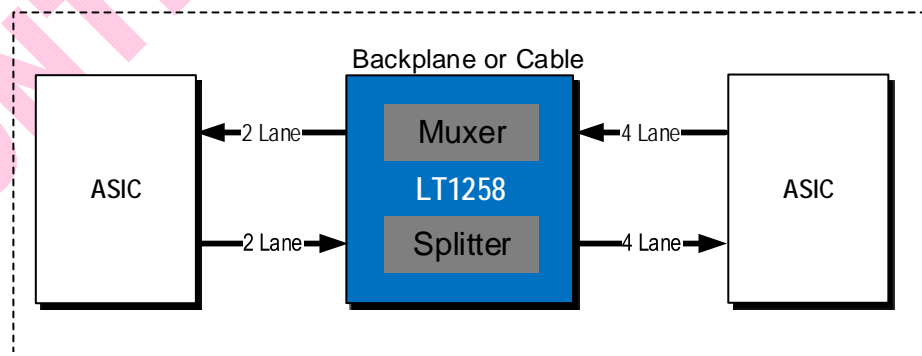 Backplane or Cable
2 Lane
Muxer
4 Lane
ASIC
LT1258
ASIC
2 Lane
Splitter
4 Lane